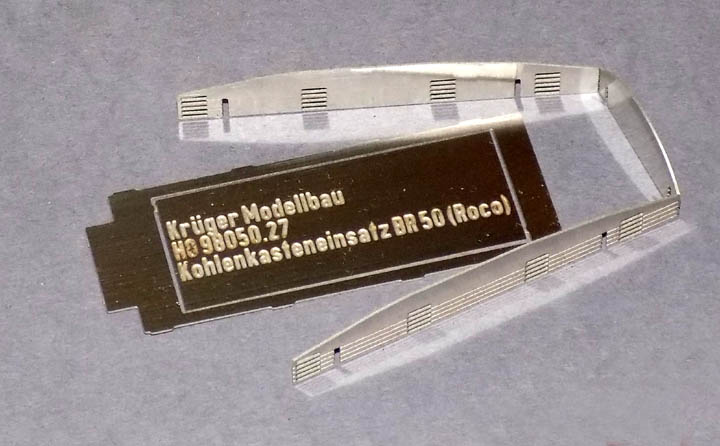 Krüger Modellbau
H0 98050.27
Kohlenkasteneinsatz BR 50 (Roco)